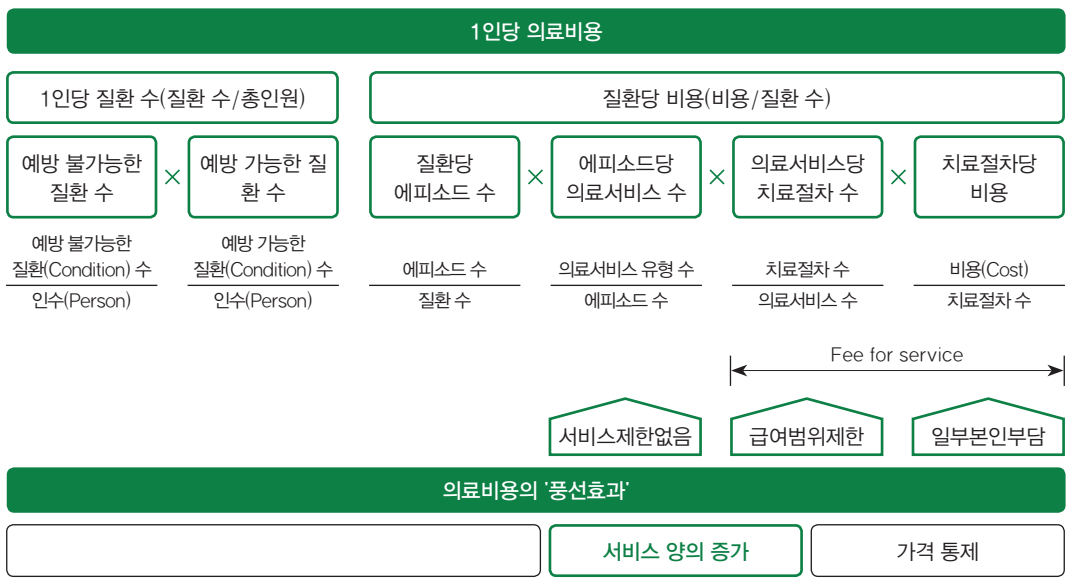 1인당 의료비용
1인당 질환 수(질환 수/총인원)
질환당 비용(비용/질환 수)
예방 불가능한
질환 수
×
예방 가능한 질
환 수
질환당
에피소드 수
×
에피소드당
의료서비스 수
×
의료서비스당
치료절차 수
×
치료절차당
비용
예방 불가능한
질환(Condition) 수
인수(Person)
예방 가능한
질환(Condition) 수
인수(Person)
에피소드 수
질환 수
의료서비스 유형 수
에피소드 수
치료절차 수
의료서비스 수
비용(Cost)
치료절차 수
Fee for service
서비스제한없음
급여범위제한
일부본인부담
의료비용의 '풍선효과'
서비스 양의 증가
가격 통제